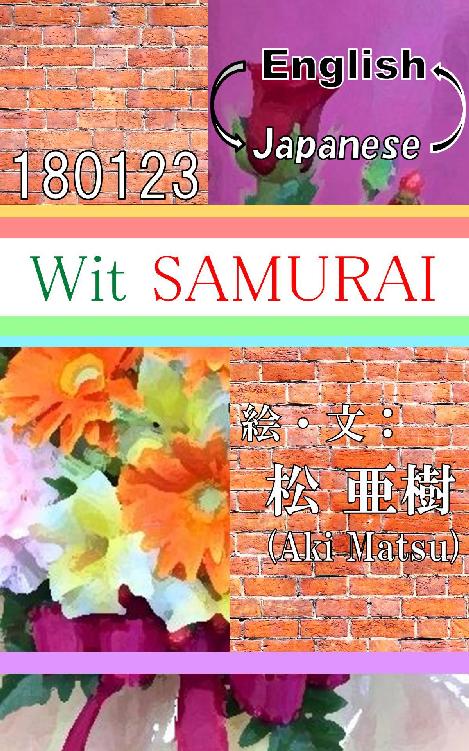 English
Japanese
180123
Wit SAMURAI
絵・文：
松 亜樹
(Aki Matsu)